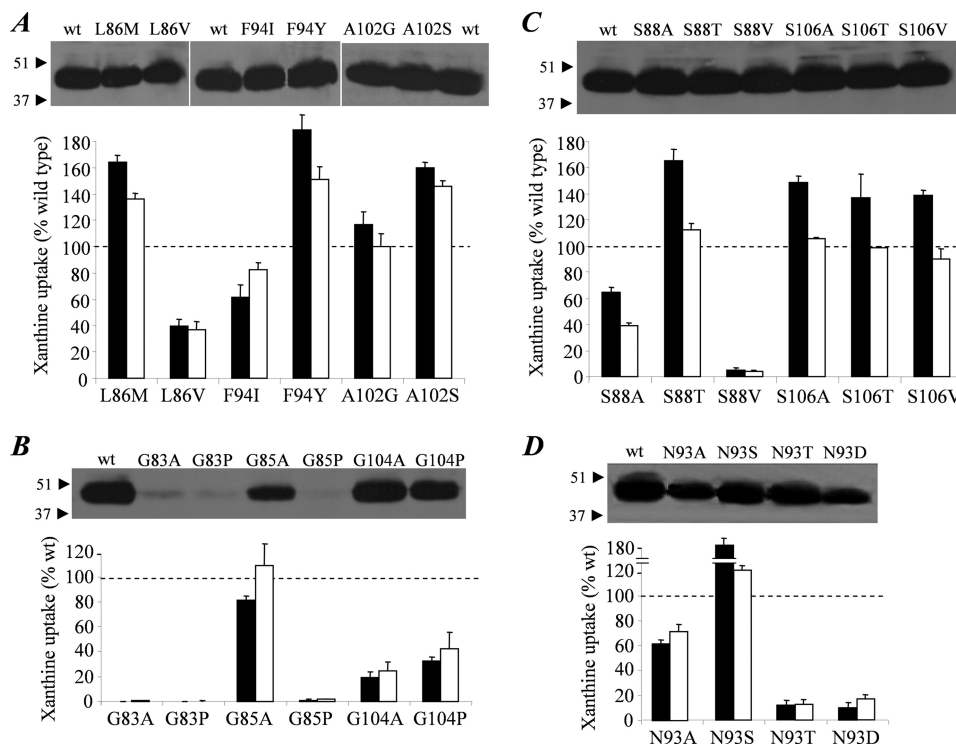 A
wt L86M L86V wt F94I F94Y A102G A102S wt
51 ►
37 ►
Xanthine uptake (% wild type)
180
160
140
120
100
80
60
40
20
0
L86M L86V F94I F94Y A102G A102S
B
wt G83A G83P G85A G85P G104A G104P
51 ►
37 ►
Xanthine uptake (% wt)
120
100
80
60
40
20
0
G83A G83P G85A G85P G104A G104P
C
wt S88A S88T S88V S106A S106T S106V
51 ►
37 ►
Xanthine uptake (% wild type)
180
160
140
120
100
80
60
40
20
0
S88A S88T S88V S106A S106T S106V
D
wt N93A N93S N93T N93D
51 ►
37 ►
Xanthine uptake (% wt)
180
120
100
80
60
40
20
0
N93A N93S N93T N93D